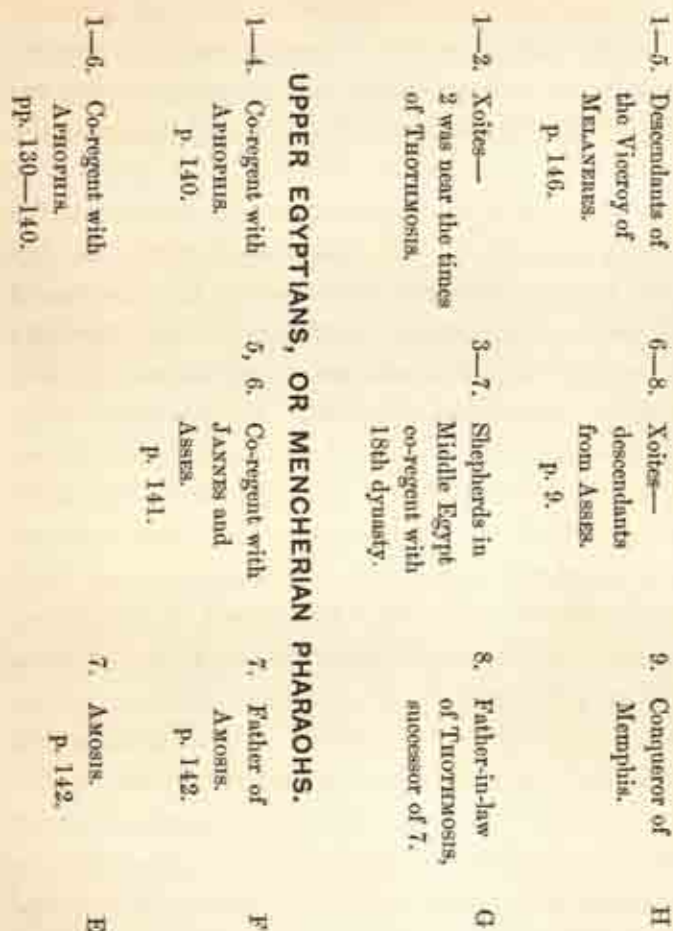 1—5. Descendants of
the Viceroy of
MELANERES.
p. 146.
6—8. Xoites—
descendants
from ASSES.
p. 9.
9. Conqueror of
Memphis.
H
1—2. Xoites—
2 was near the times
of THOTHMOSIS.
3—7. Shepherds in
Middle Egypt
co-regent with
18th dynasty.
8. Father-in-law
of THOTHMOSIS,
successor of 7.
G
UPPER EGYPTIANS, OR MENCHERIAN PHARAOHS.
1—4. Co-regent with
APHOPHIS.
p. 140.
5, 6. Co-regent with
JANNES and
ASSES.
p. 141.
7. Father of
AMOSIS.
p. 142.
F
1—6. Co-regent with
APHOPHIS.
pp. 130—140.
7. AMOSIS.
p. 142.
E